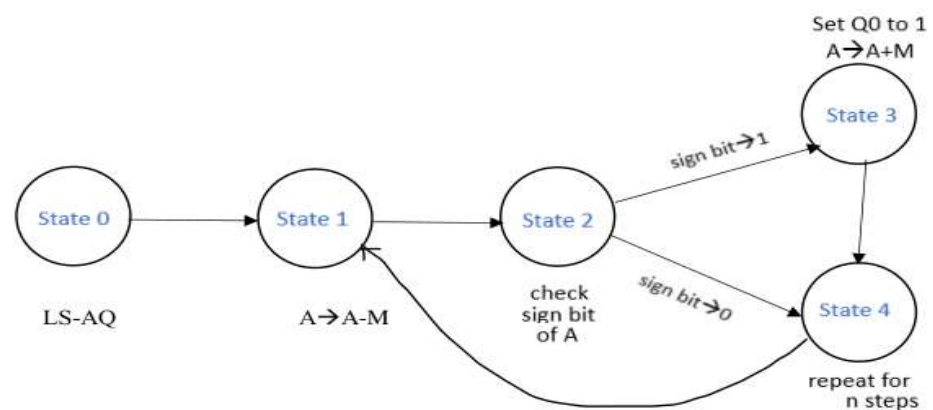 Set Q0 to 1
A→A+M
State 3
sign bit→1
State 0
State 1
State 2
sign bit→0
State 4
LS-AQ
A→A-M
check
sign bit
of A
repeat for
n steps